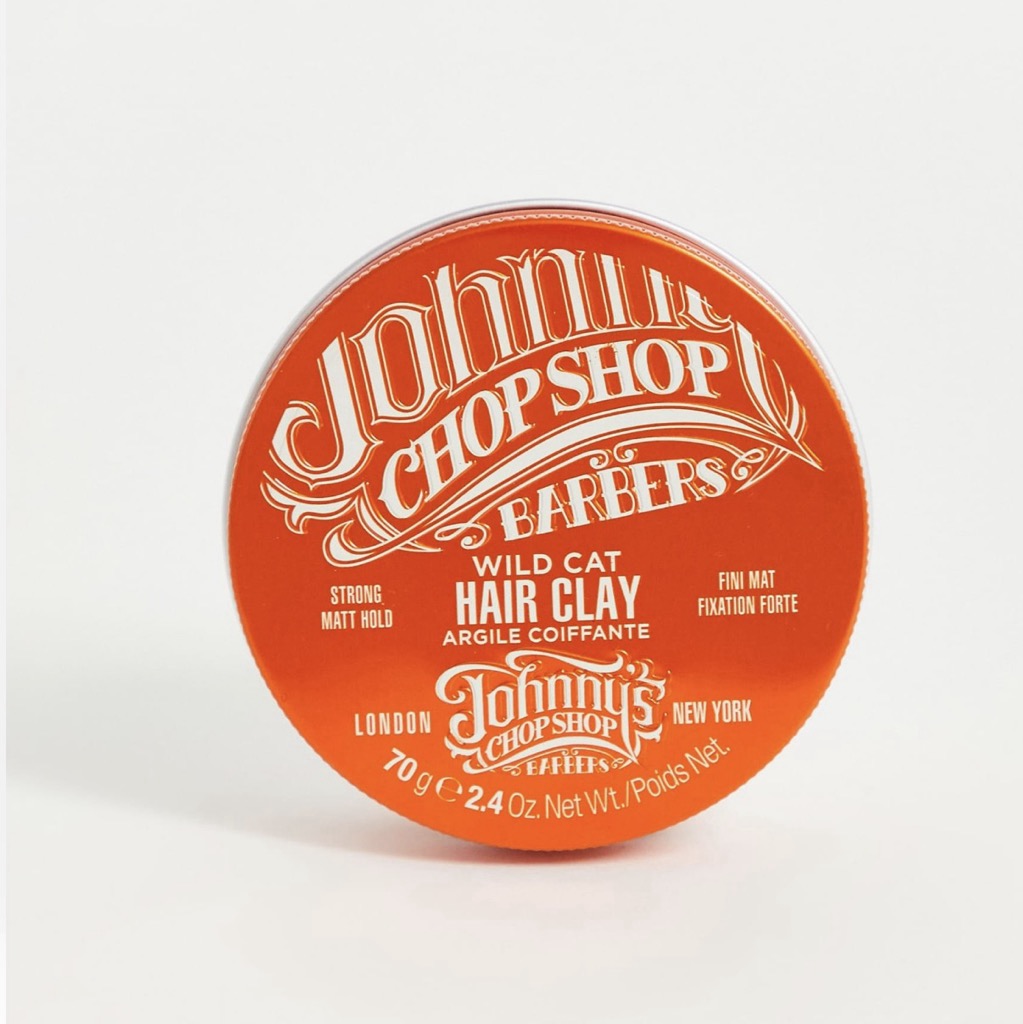 Johnny
CHOP SHOP
BARBERS
WILD CAT
HAIR CLAY
ARGILE COIFFANTE
STRONG
MATT HOLD
FINI MAT
FIXATION FORTE
LONDON
Johnny's
CHOP SHOP
BARBERS
NEW YORK
70 g ℮ 2.4 Oz. Net Wt./Poids Net.